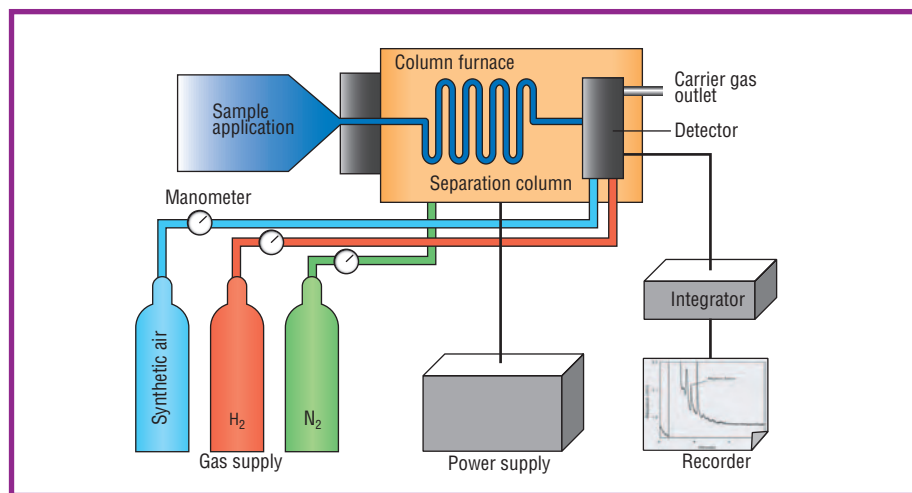 Column furnace
Carrier gas
outlet
Sample
application
Detector
Separation column
Manometer
Integrator
Synthetic air
H₂
N₂
Gas supply
Power supply
Recorder